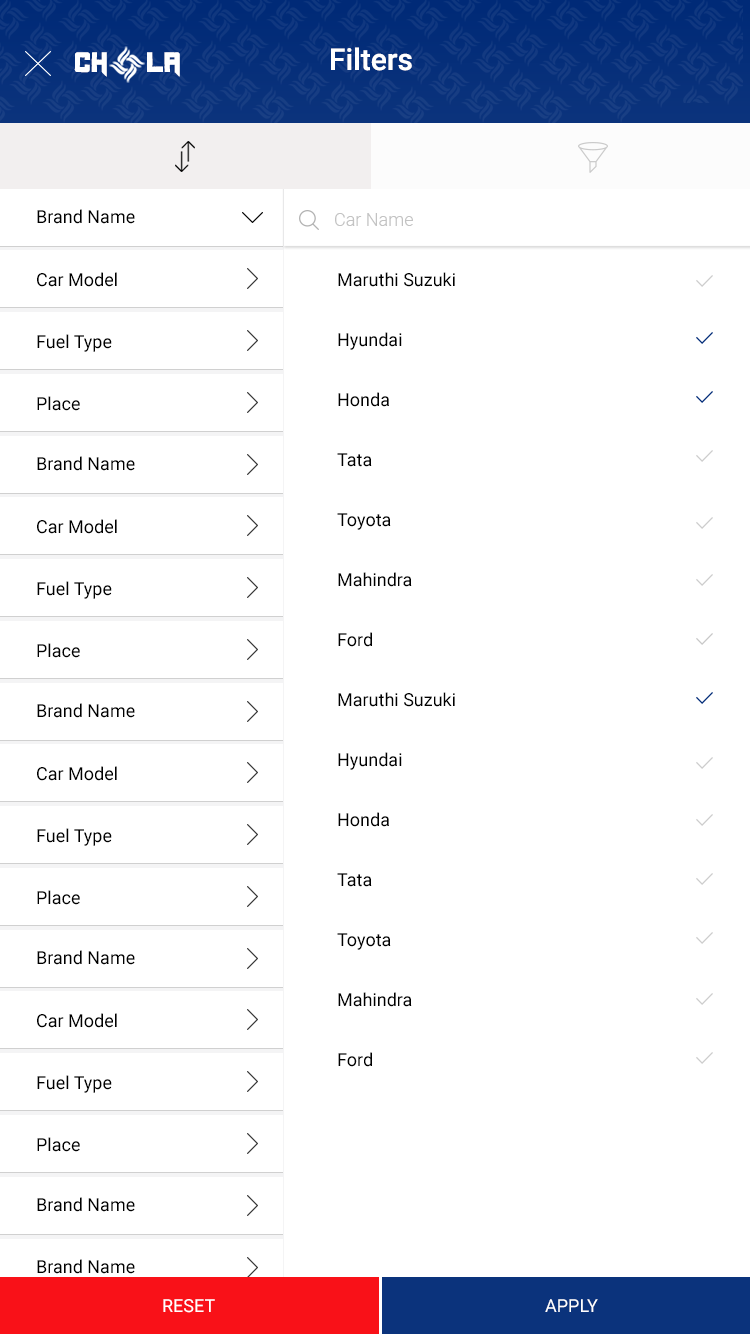 CHOLA
Filters
Brand Name
Car Model
Fuel Type
Place
Brand Name
Car Model
Fuel Type
Place
Brand Name
Car Model
Fuel Type
Place
Brand Name
Car Model
Fuel Type
Place
Brand Name
Brand Name
Car Name
Maruthi Suzuki
Hyundai
Honda
Tata
Toyota
Mahindra
Ford
Maruthi Suzuki
Hyundai
Honda
Tata
Toyota
Mahindra
Ford
RESET
APPLY